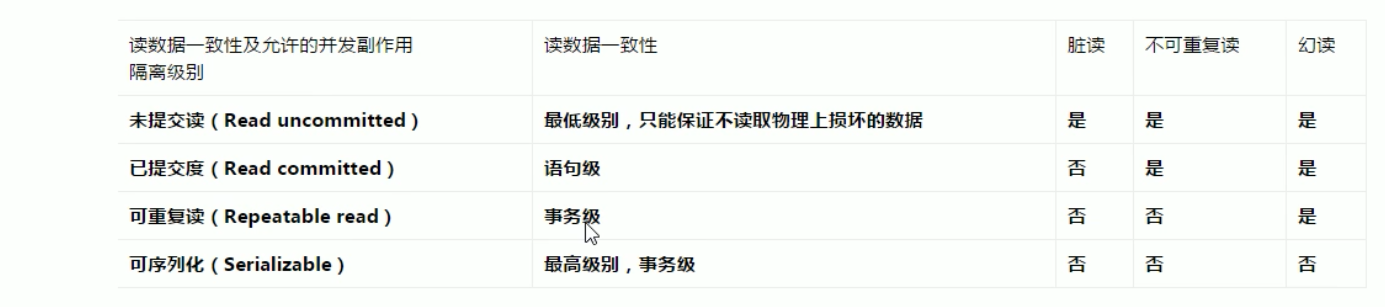 读数据一致性及允许的并发副作用 读数据一致性 脏读 不可重复读 幻读
隔离级别
未提交读（Read uncommitted） 最低级别，只能保证不读取物理上损坏的数据 是 是 是
已提交度（Read committed） 语句级 否 是 是
可重复读（Repeatable read） 事务级 否 否 是
可序列化（Serializable） 最高级别，事务级 否 否 否